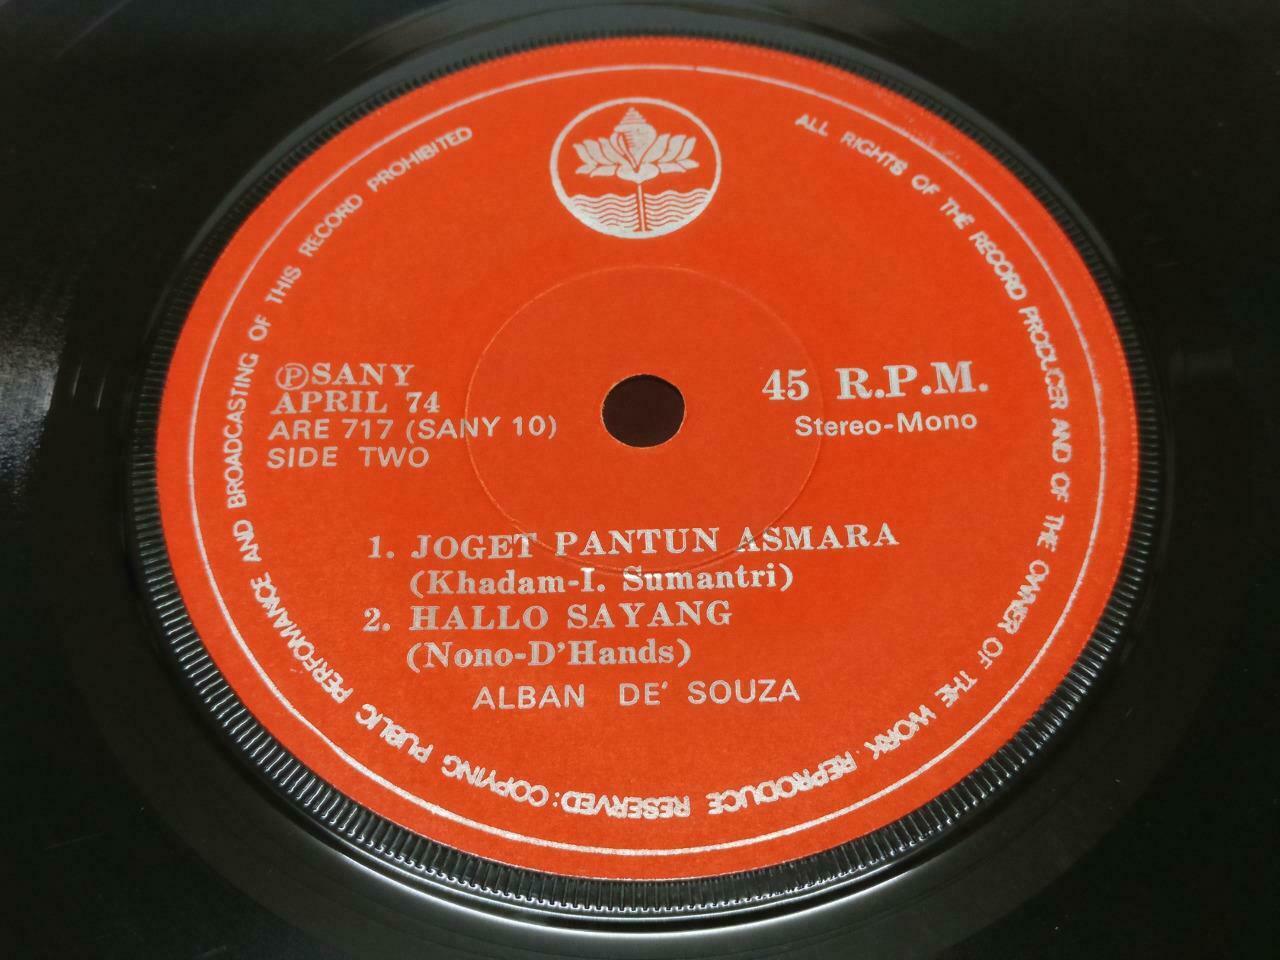 ALL RIGHTS OF THE RECORD PRODUCER AND OF THE OWNER OF THE WORK REPRODUCE RESERVED: COPYING PUBLIC PERFOMANCE AND BROADCASTING OF THIS RECORD PROHIBITED
ⓅSANY
APRIL 74
ARE 717 (SANY 10)
SIDE TWO
45 R.P.M.
Stereo-Mono
1. JOGET PANTUN ASMARA
(Khadam-I. Sumantri)
2. HALLO SAYANG
(Nono-D'Hands)
ALBAN DE' SOUZA